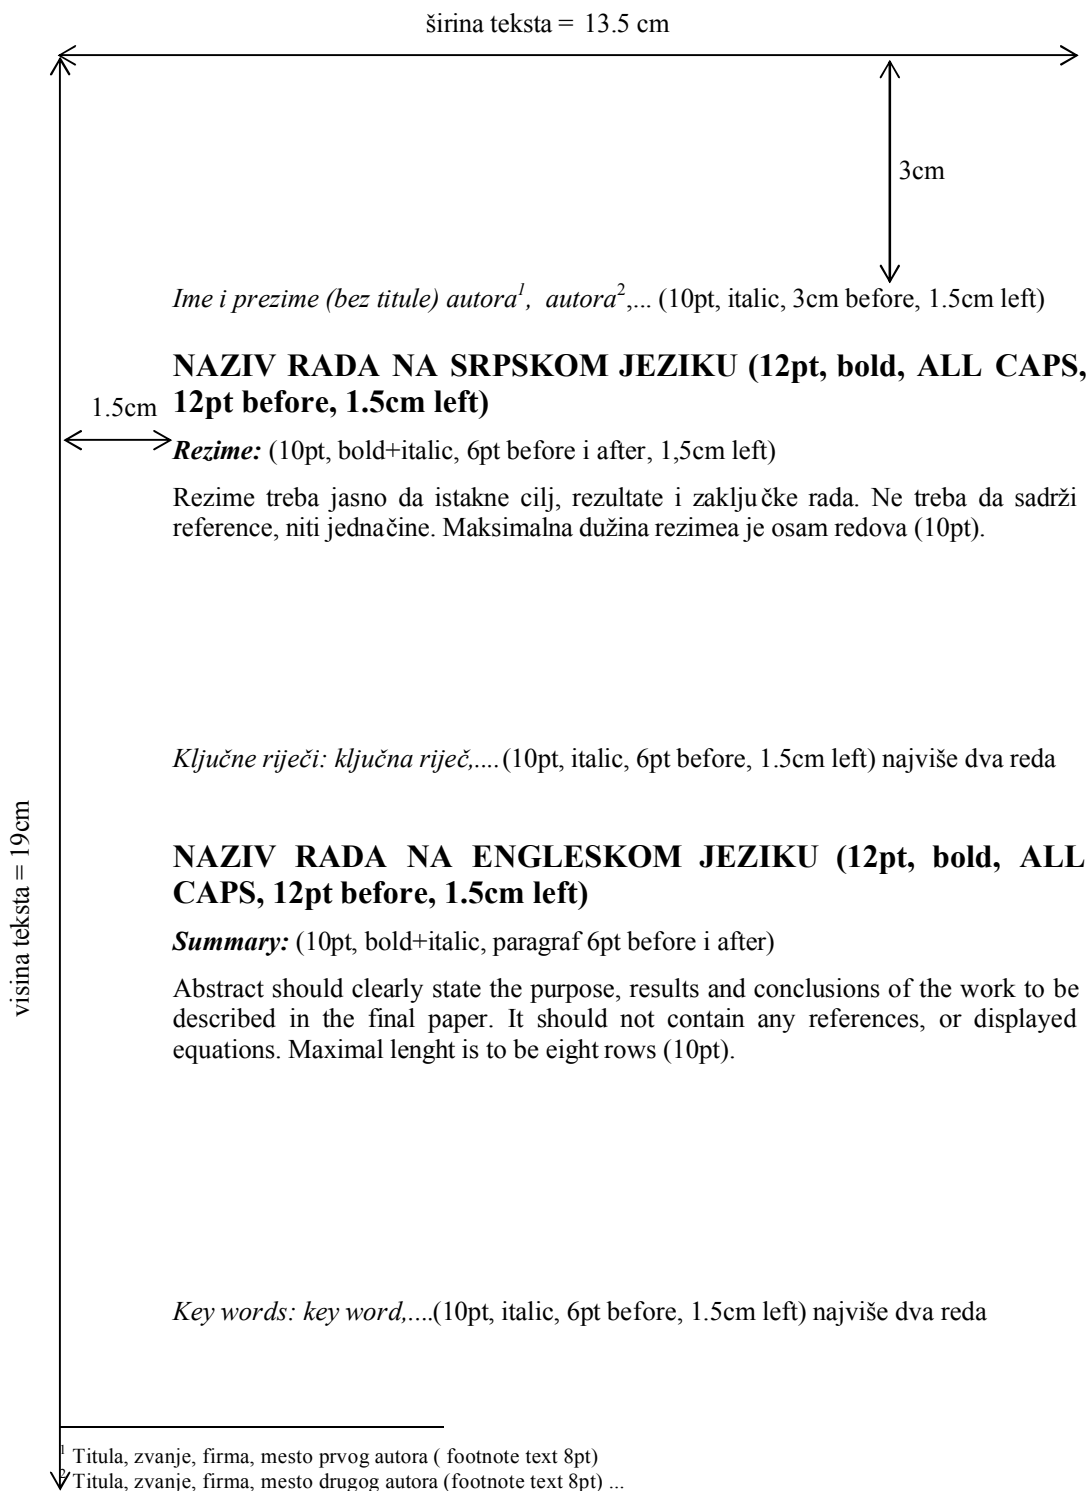 širina teksta = 13.5 cm
3cm
Ime i prezime (bez titule) autora¹, autora²,... (10pt, italic, 3cm before, 1.5cm left)
NAZIV RADA NA SRPSKOM JEZIKU (12pt, bold, ALL CAPS,
12pt before, 1.5cm left)
1.5cm
Rezime: (10pt, bold+italic, 6pt before i after, 1,5cm left)
Rezime treba jasno da istakne cilj, rezultate i zaključke rada. Ne treba da sadrži
reference, niti jednačine. Maksimalna dužina rezimea je osam redova (10pt).
Ključne riječi: ključna riječ,....(10pt, italic, 6pt before, 1.5cm left) najviše dva reda
visina teksta = 19cm
NAZIV RADA NA ENGLESKOM JEZIKU (12pt, bold, ALL
CAPS, 12pt before, 1.5cm left)
Summary: (10pt, bold+italic, paragraf 6pt before i after)
Abstract should clearly state the purpose, results and conclusions of the work to be
described in the final paper. It should not contain any references, or displayed
equations. Maximal lenght is to be eight rows (10pt).
Key words: key word,....(10pt, italic, 6pt before, 1.5cm left) najviše dva reda
¹ Titula, zvanje, firma, mesto prvog autora ( footnote text 8pt)
² Titula, zvanje, firma, mesto drugog autora (footnote text 8pt) ...